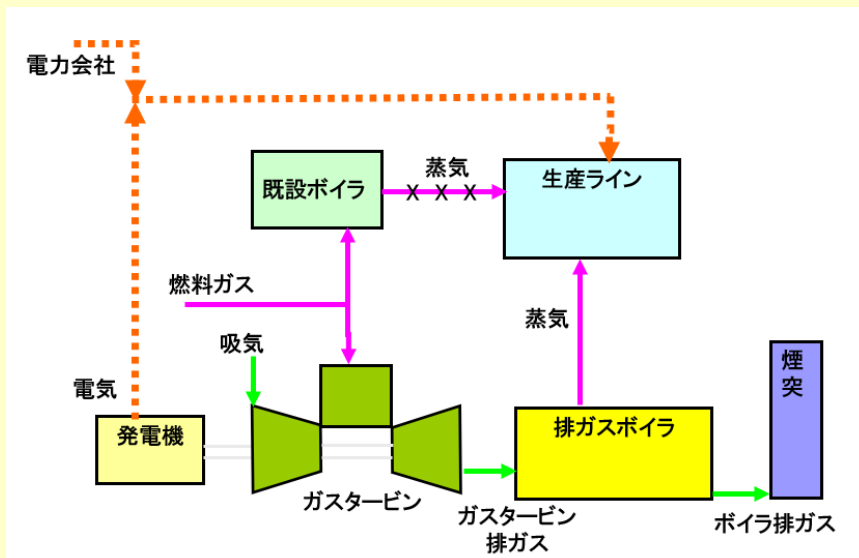 電力会社
蒸気
既設ボイラ
生産ライン
X X X
燃料ガス
蒸気
吸気
煙
突
電気
発電機
排ガスボイラ
ガスタービン
ガスタービン
排ガス
ボイラ排ガス